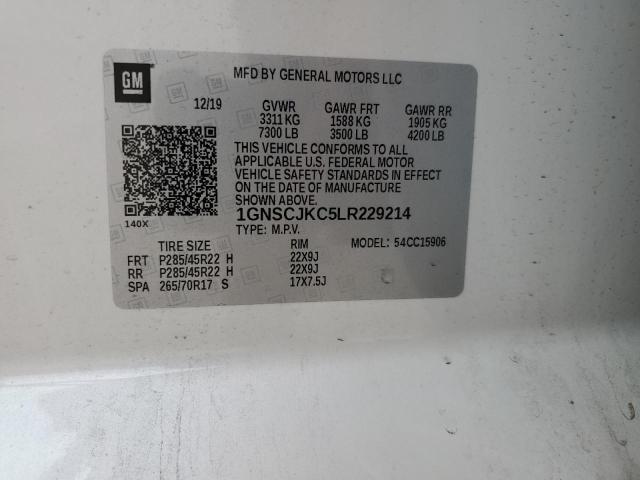 GM
MFD BY GENERAL MOTORS LLC
12/19 GVWR GAWR FRT GAWR RR
3311 KG 1588 KG 1905 KG
7300 LB 3500 LB 4200 LB
THIS VEHICLE CONFORMS TO ALL
APPLICABLE U.S. FEDERAL MOTOR
VEHICLE SAFETY STANDARDS IN EFFECT
ON THE DATE OF MANUFACTURE
SHOWN ABOVE.
140X 1GNSCJKC5LR229214
TYPE: M.P.V. MODEL: 54CC15906
TIRE SIZE RIM
FRT P285/45R22 H 22X9J
RR P285/45R22 H 22X9J
SPA 265/70R17 S 17X7.5J